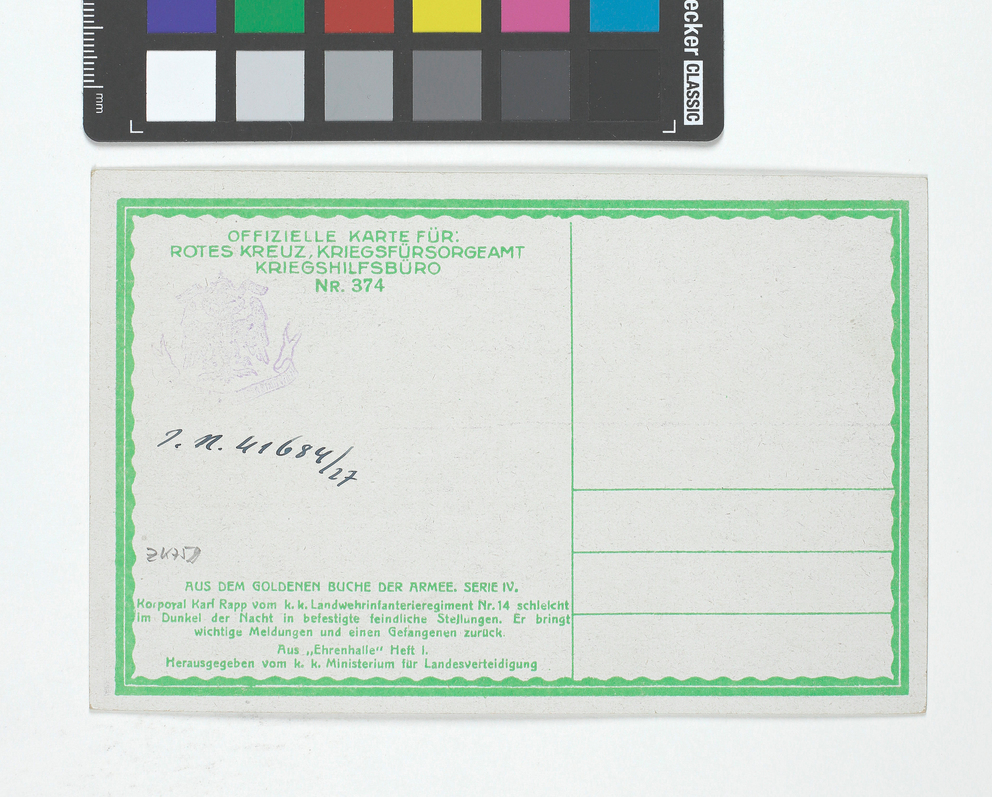 ecker CLASSIC
mm
OFFIZIELLE KARTE FÜR:
ROTES KREUZ, KRIEGSFÜRSORGEAMT
KRIEGSHILFSBÜRO
NR. 374
J. N. 41684/27
AUS DEM GOLDENEN BUCHE DER ARMEE. SERIE IV.
Korporal Karl Rapp vom k. k. Landwehrinfanterieregiment Nr. 14 schleicht
im Dunkel der Nacht in befestigte feindliche Stellungen. Er bringt
wichtige Meldungen und einen Gefangenen zurück.
Aus „Ehrenhalle" Heft I.
Herausgegeben vom k. k. Ministerium für Landesverteidigung